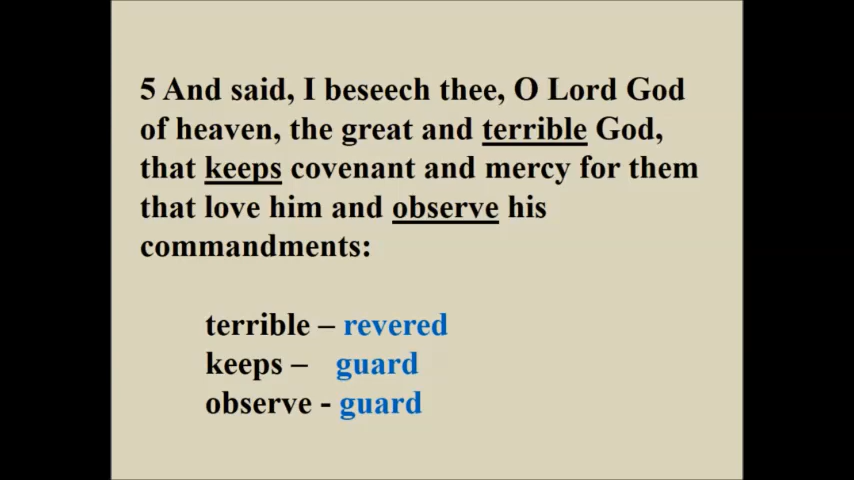 5 And said, I beseech thee, O Lord God
of heaven, the great and terrible God,
that keeps covenant and mercy for them
that love him and observe his
commandments:
terrible – revered
keeps – guard
observe - guard